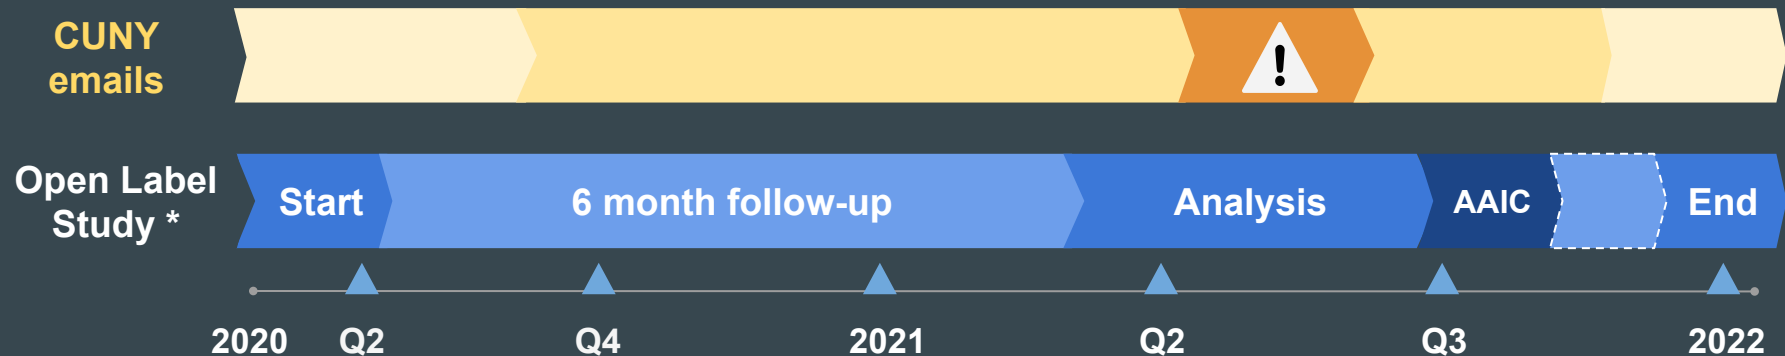 CUNY
emails
!
Open Label
Study *
Start
6 month follow-up
Analysis
AAIC
End
2020
Q2
Q4
2021
Q2
Q3
2022